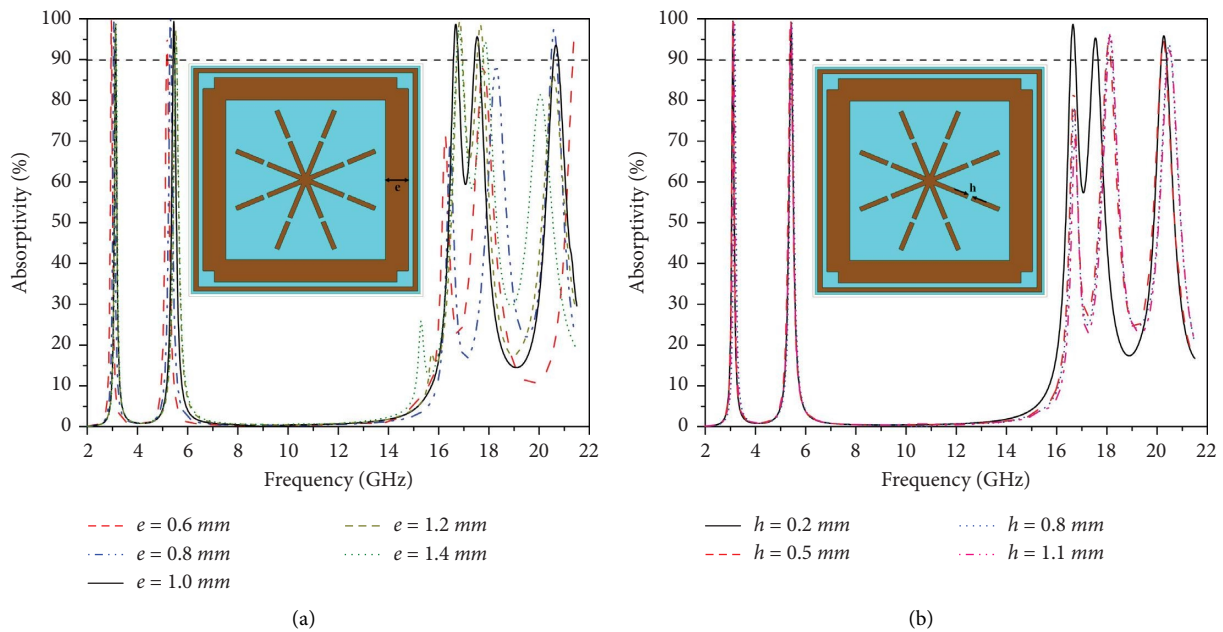 100
90
80
70
60
50
40
30
20
10
0
Absorptivity (%)
e
2 4 6 8 10 12 14 16 18 20 22
Frequency (GHz)
e = 0.6 mm
e = 0.8 mm
e = 1.0 mm
e = 1.2 mm
e = 1.4 mm
(a)
100
90
80
70
60
50
40
30
20
10
0
Absorptivity (%)
h
2 4 6 8 10 12 14 16 18 20 22
Frequency (GHz)
h = 0.2 mm
h = 0.5 mm
h = 0.8 mm
h = 1.1 mm
(b)